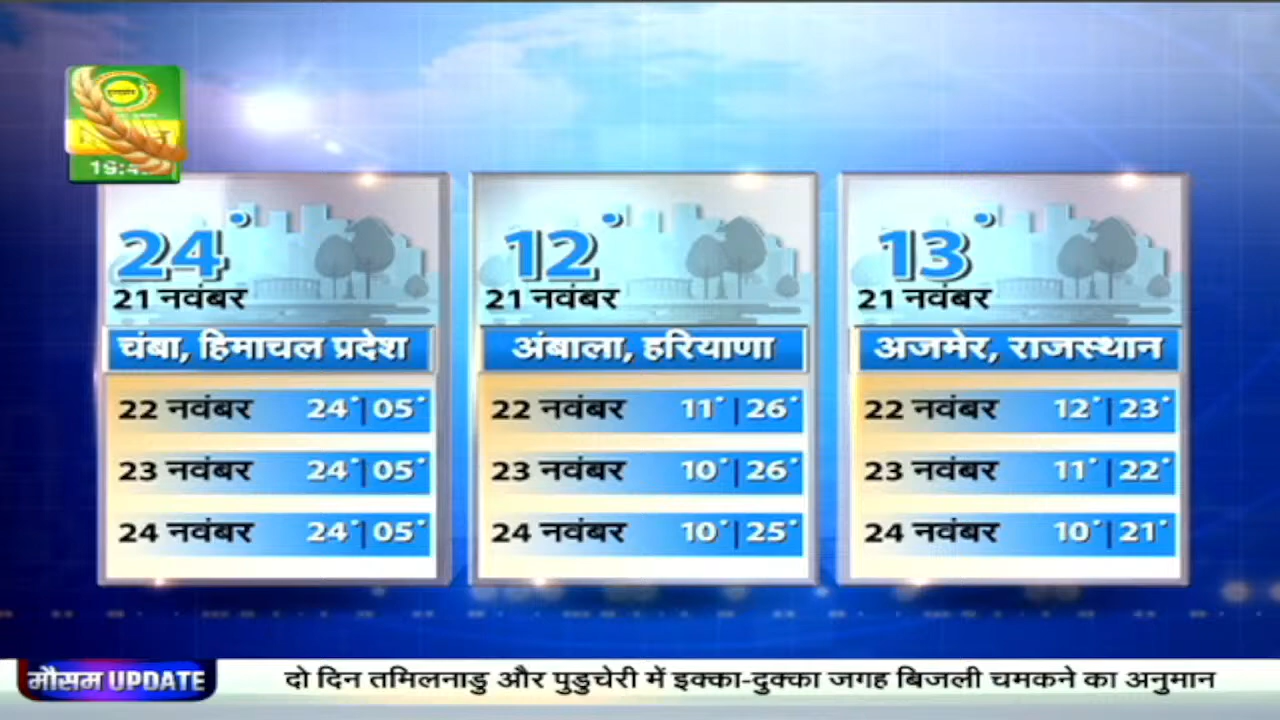 24°
21 नवंबर
चंबा, हिमाचल प्रदेश
22 नवंबर 24°|05°
23 नवंबर 24°|05°
24 नवंबर 24°|05°
12°
21 नवंबर
अंबाला, हरियाणा
22 नवंबर 11°|26°
23 नवंबर 10°|26°
24 नवंबर 10°|25°
13°
21 नवंबर
अजमेर, राजस्थान
22 नवंबर 12°|23°
23 नवंबर 11°|22°
24 नवंबर 10°|21°
मौसम UPDATE दो दिन तमिलनाडु और पुडुचेरी में इक्का-दुक्का जगह बिजली चमकने का अनुमान